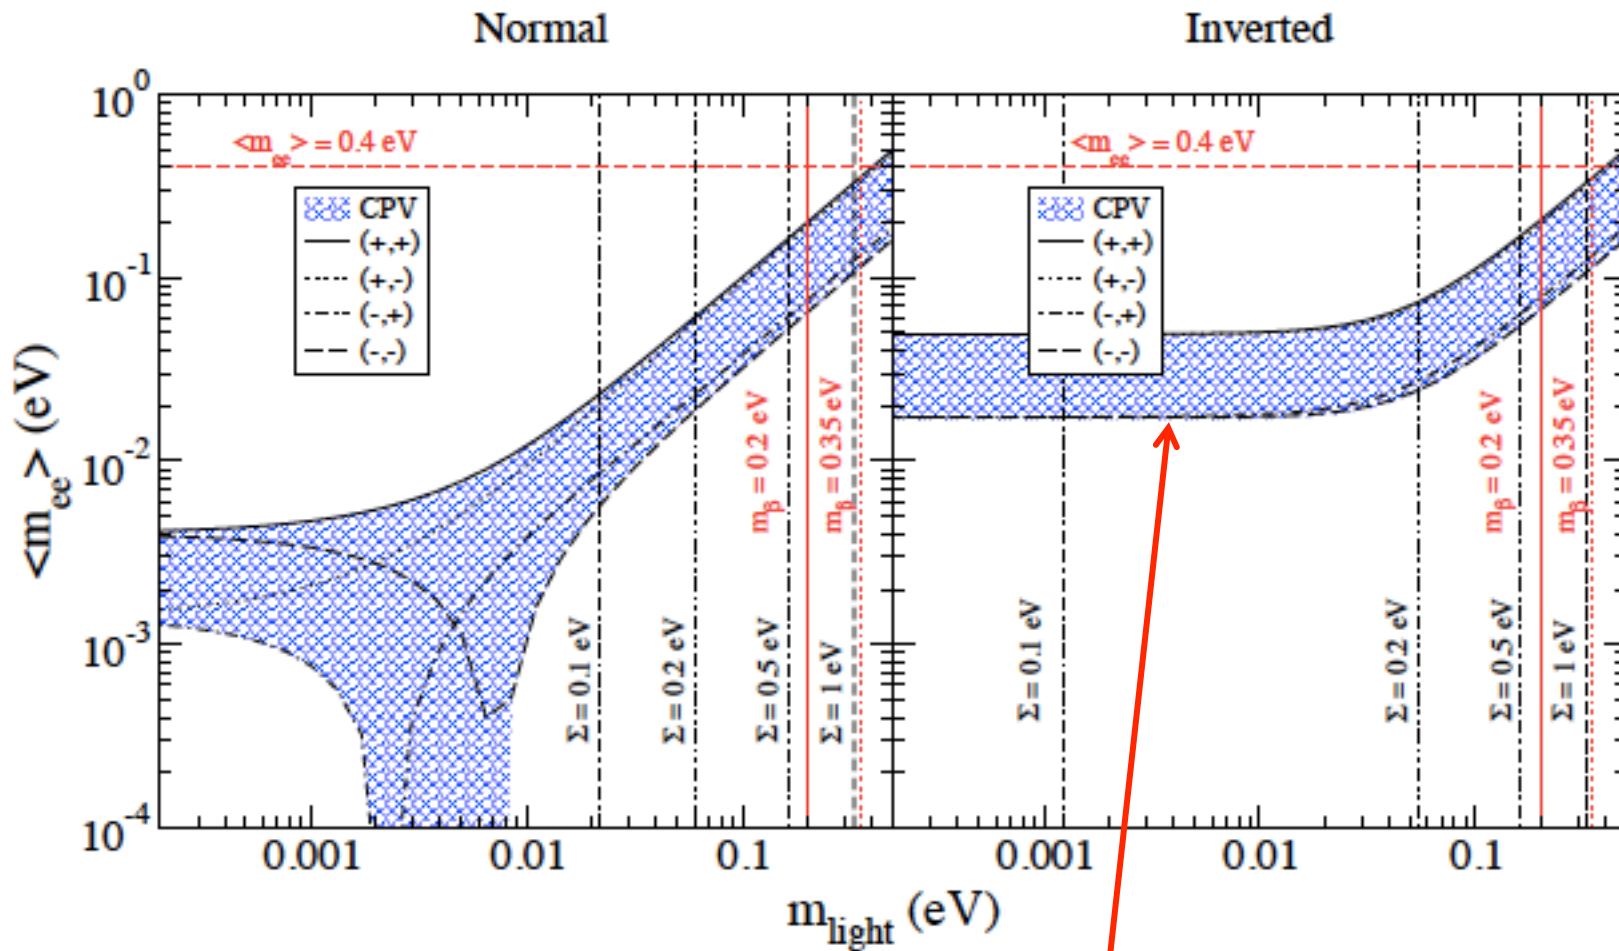 Normal
Inverted
10^0
10^-1
10^-2
10^-3
10^-4
<m_ee> (eV)
<m_ee> = 0.4 eV
CPV
(+,+)
(+,-)
(-,+)
(-,-)
Σ = 0.1 eV
Σ = 0.2 eV
Σ = 0.5 eV
m_β = 0.2 eV
Σ = 1 eV
m_β = 0.35 eV
<m_ee> = 0.4 eV
CPV
(+,+)
(+,-)
(-,+)
(-,-)
Σ = 0.1 eV
Σ = 0.2 eV
Σ = 0.5 eV
m_β = 0.2 eV
Σ = 1 eV
m_β = 0.35 eV
0.001 0.01 0.1
0.001 0.01 0.1
m_light (eV)